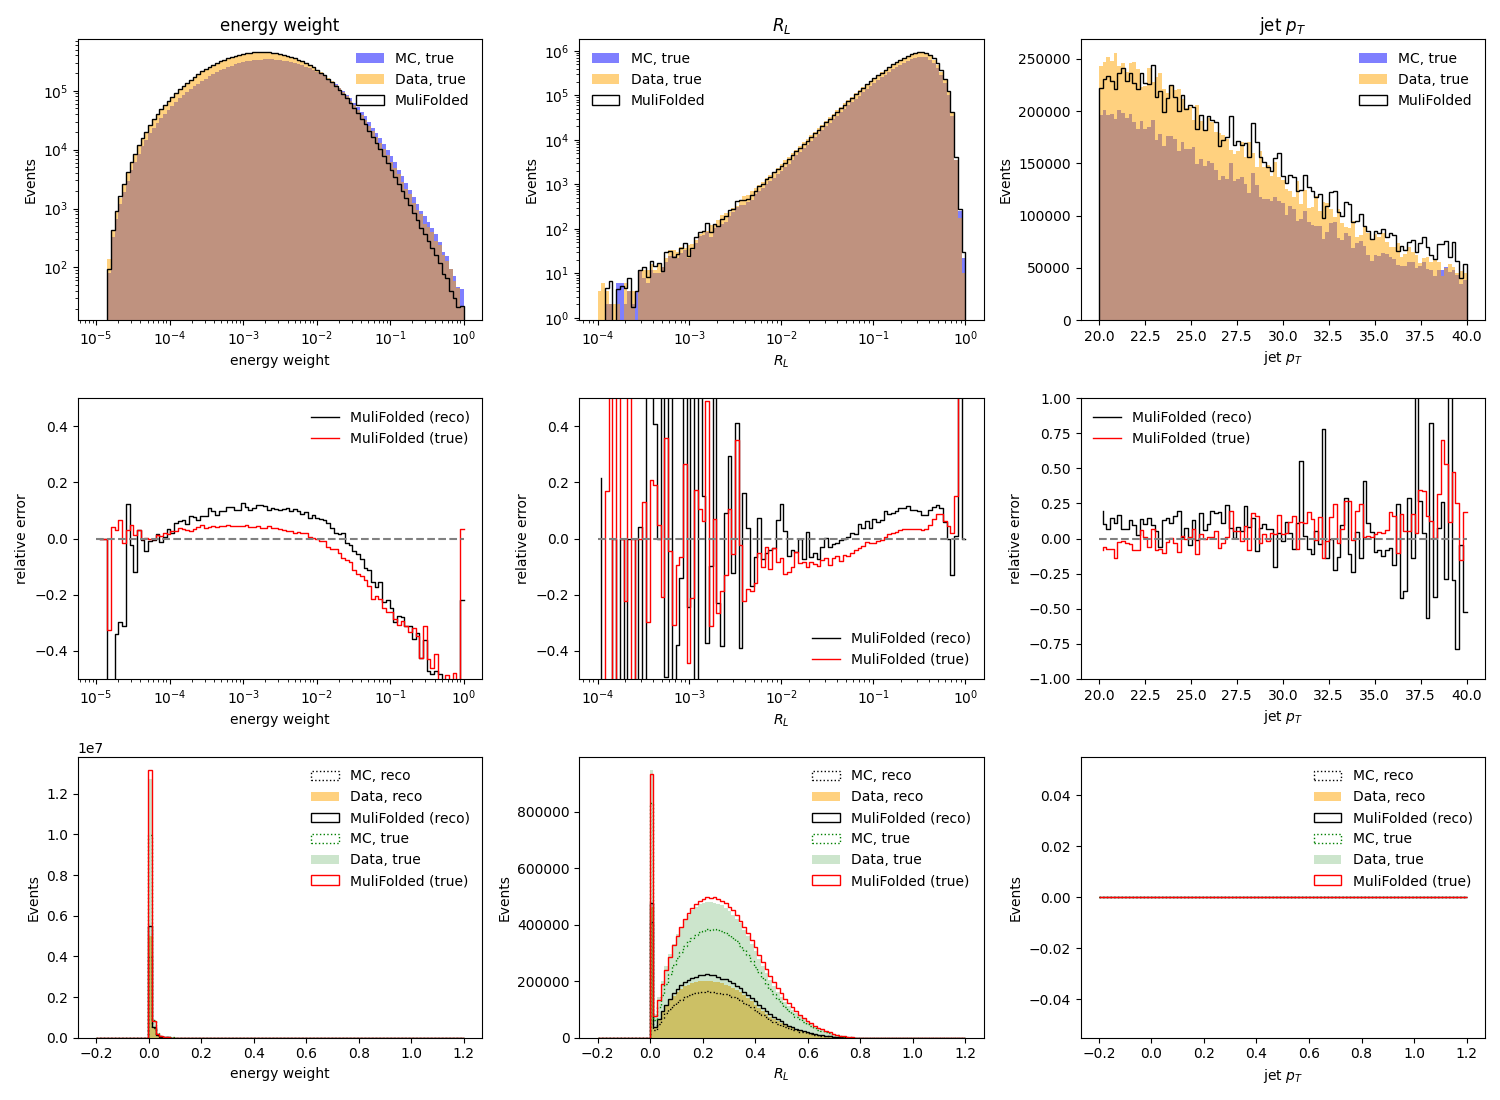 energy weight
MC, true
Data, true
MuliFolded
Events
10^5
10^4
10^3
10^2
10^-5 10^-4 10^-3 10^-2 10^-1 10^0
energy weight
R_L
MC, true
Data, true
MuliFolded
Events
10^6
10^5
10^4
10^3
10^2
10^1
10^0
10^-4 10^-3 10^-2 10^-1 10^0
R_L
jet p_T
MC, true
Data, true
MuliFolded
Events
250000
200000
150000
100000
50000
0
20.0 22.5 25.0 27.5 30.0 32.5 35.0 37.5 40.0
jet p_T
MuliFolded (reco)
MuliFolded (true)
relative error
0.4
0.2
0.0
−0.2
−0.4
10^-5 10^-4 10^-3 10^-2 10^-1 10^0
energy weight
relative error
0.4
0.2
0.0
−0.2
−0.4
MuliFolded (reco)
MuliFolded (true)
10^-4 10^-3 10^-2 10^-1 10^0
R_L
MuliFolded (reco)
MuliFolded (true)
relative error
1.00
0.75
0.50
0.25
0.00
−0.25
−0.50
−0.75
−1.00
20.0 22.5 25.0 27.5 30.0 32.5 35.0 37.5 40.0
jet p_T
1e7
MC, reco
Data, reco
MuliFolded (reco)
MC, true
Data, true
MuliFolded (true)
Events
1.2
1.0
0.8
0.6
0.4
0.2
0.0
−0.2 0.0 0.2 0.4 0.6 0.8 1.0 1.2
energy weight
MC, reco
Data, reco
MuliFolded (reco)
MC, true
Data, true
MuliFolded (true)
Events
800000
600000
400000
200000
0
−0.2 0.0 0.2 0.4 0.6 0.8 1.0 1.2
R_L
MC, reco
Data, reco
MuliFolded (reco)
MC, true
Data, true
MuliFolded (true)
Events
0.04
0.02
0.00
−0.02
−0.04
−0.2 0.0 0.2 0.4 0.6 0.8 1.0 1.2
jet p_T